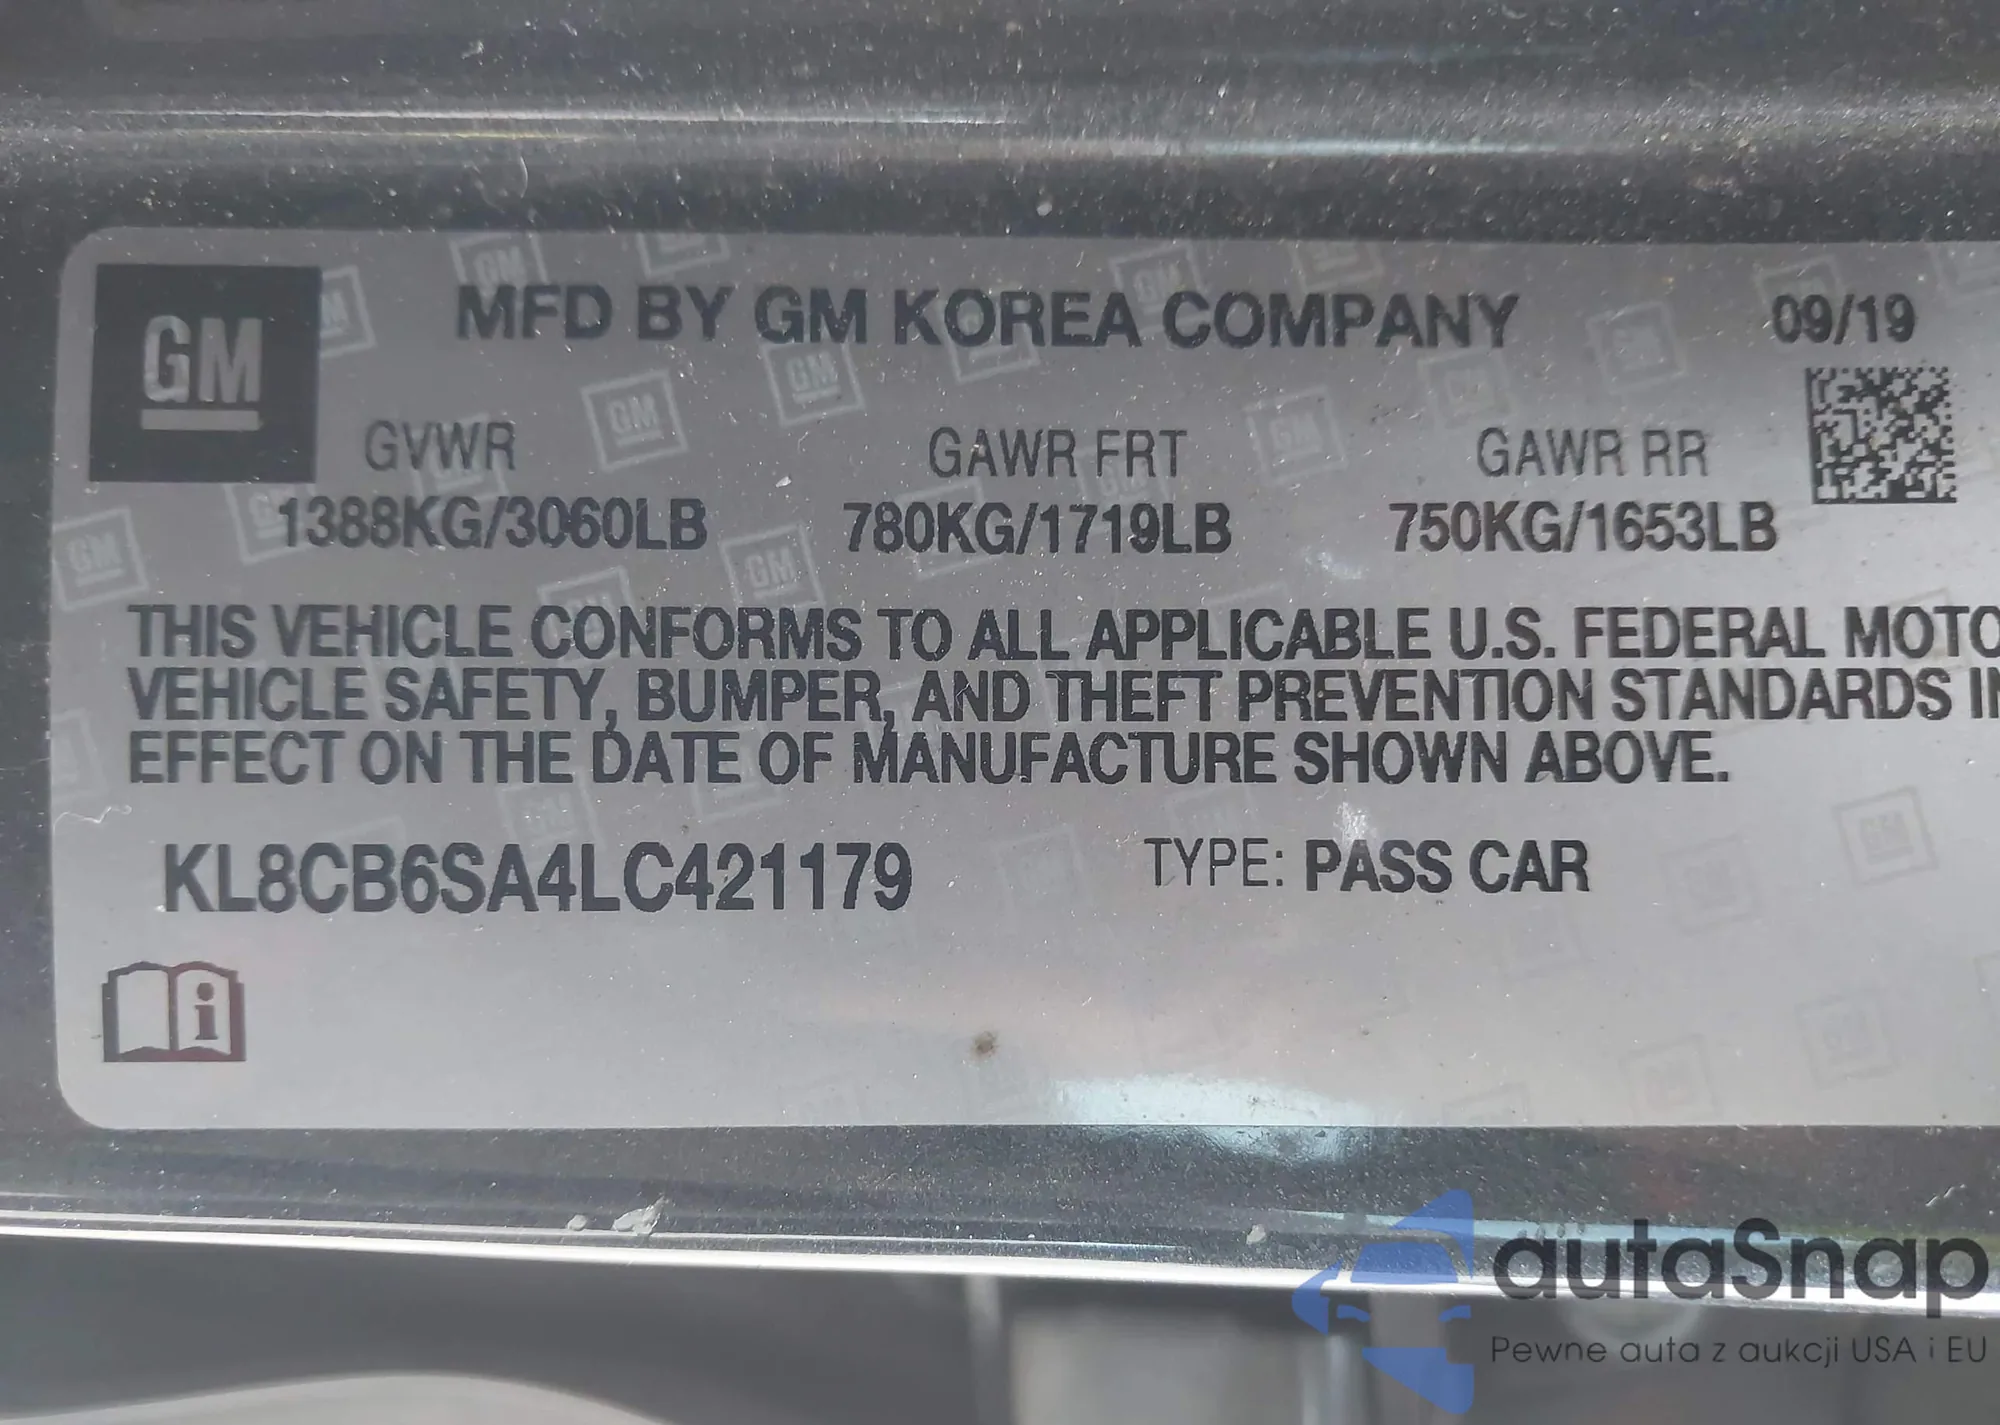 GM
MFD BY GM KOREA COMPANY
09/19
GVWR
GAWR FRT
GAWR RR
1388KG/3060LB
780KG/1719LB
750KG/1653LB
THIS VEHICLE CONFORMS TO ALL APPLICABLE U.S. FEDERAL MOTO
VEHICLE SAFETY, BUMPER, AND THEFT PREVENTION STANDARDS IN
EFFECT ON THE DATE OF MANUFACTURE SHOWN ABOVE.
KL8CB6SA4LC421179
TYPE: PASS CAR
i
autaSnap
Pewne auta z aukcji USA i EU